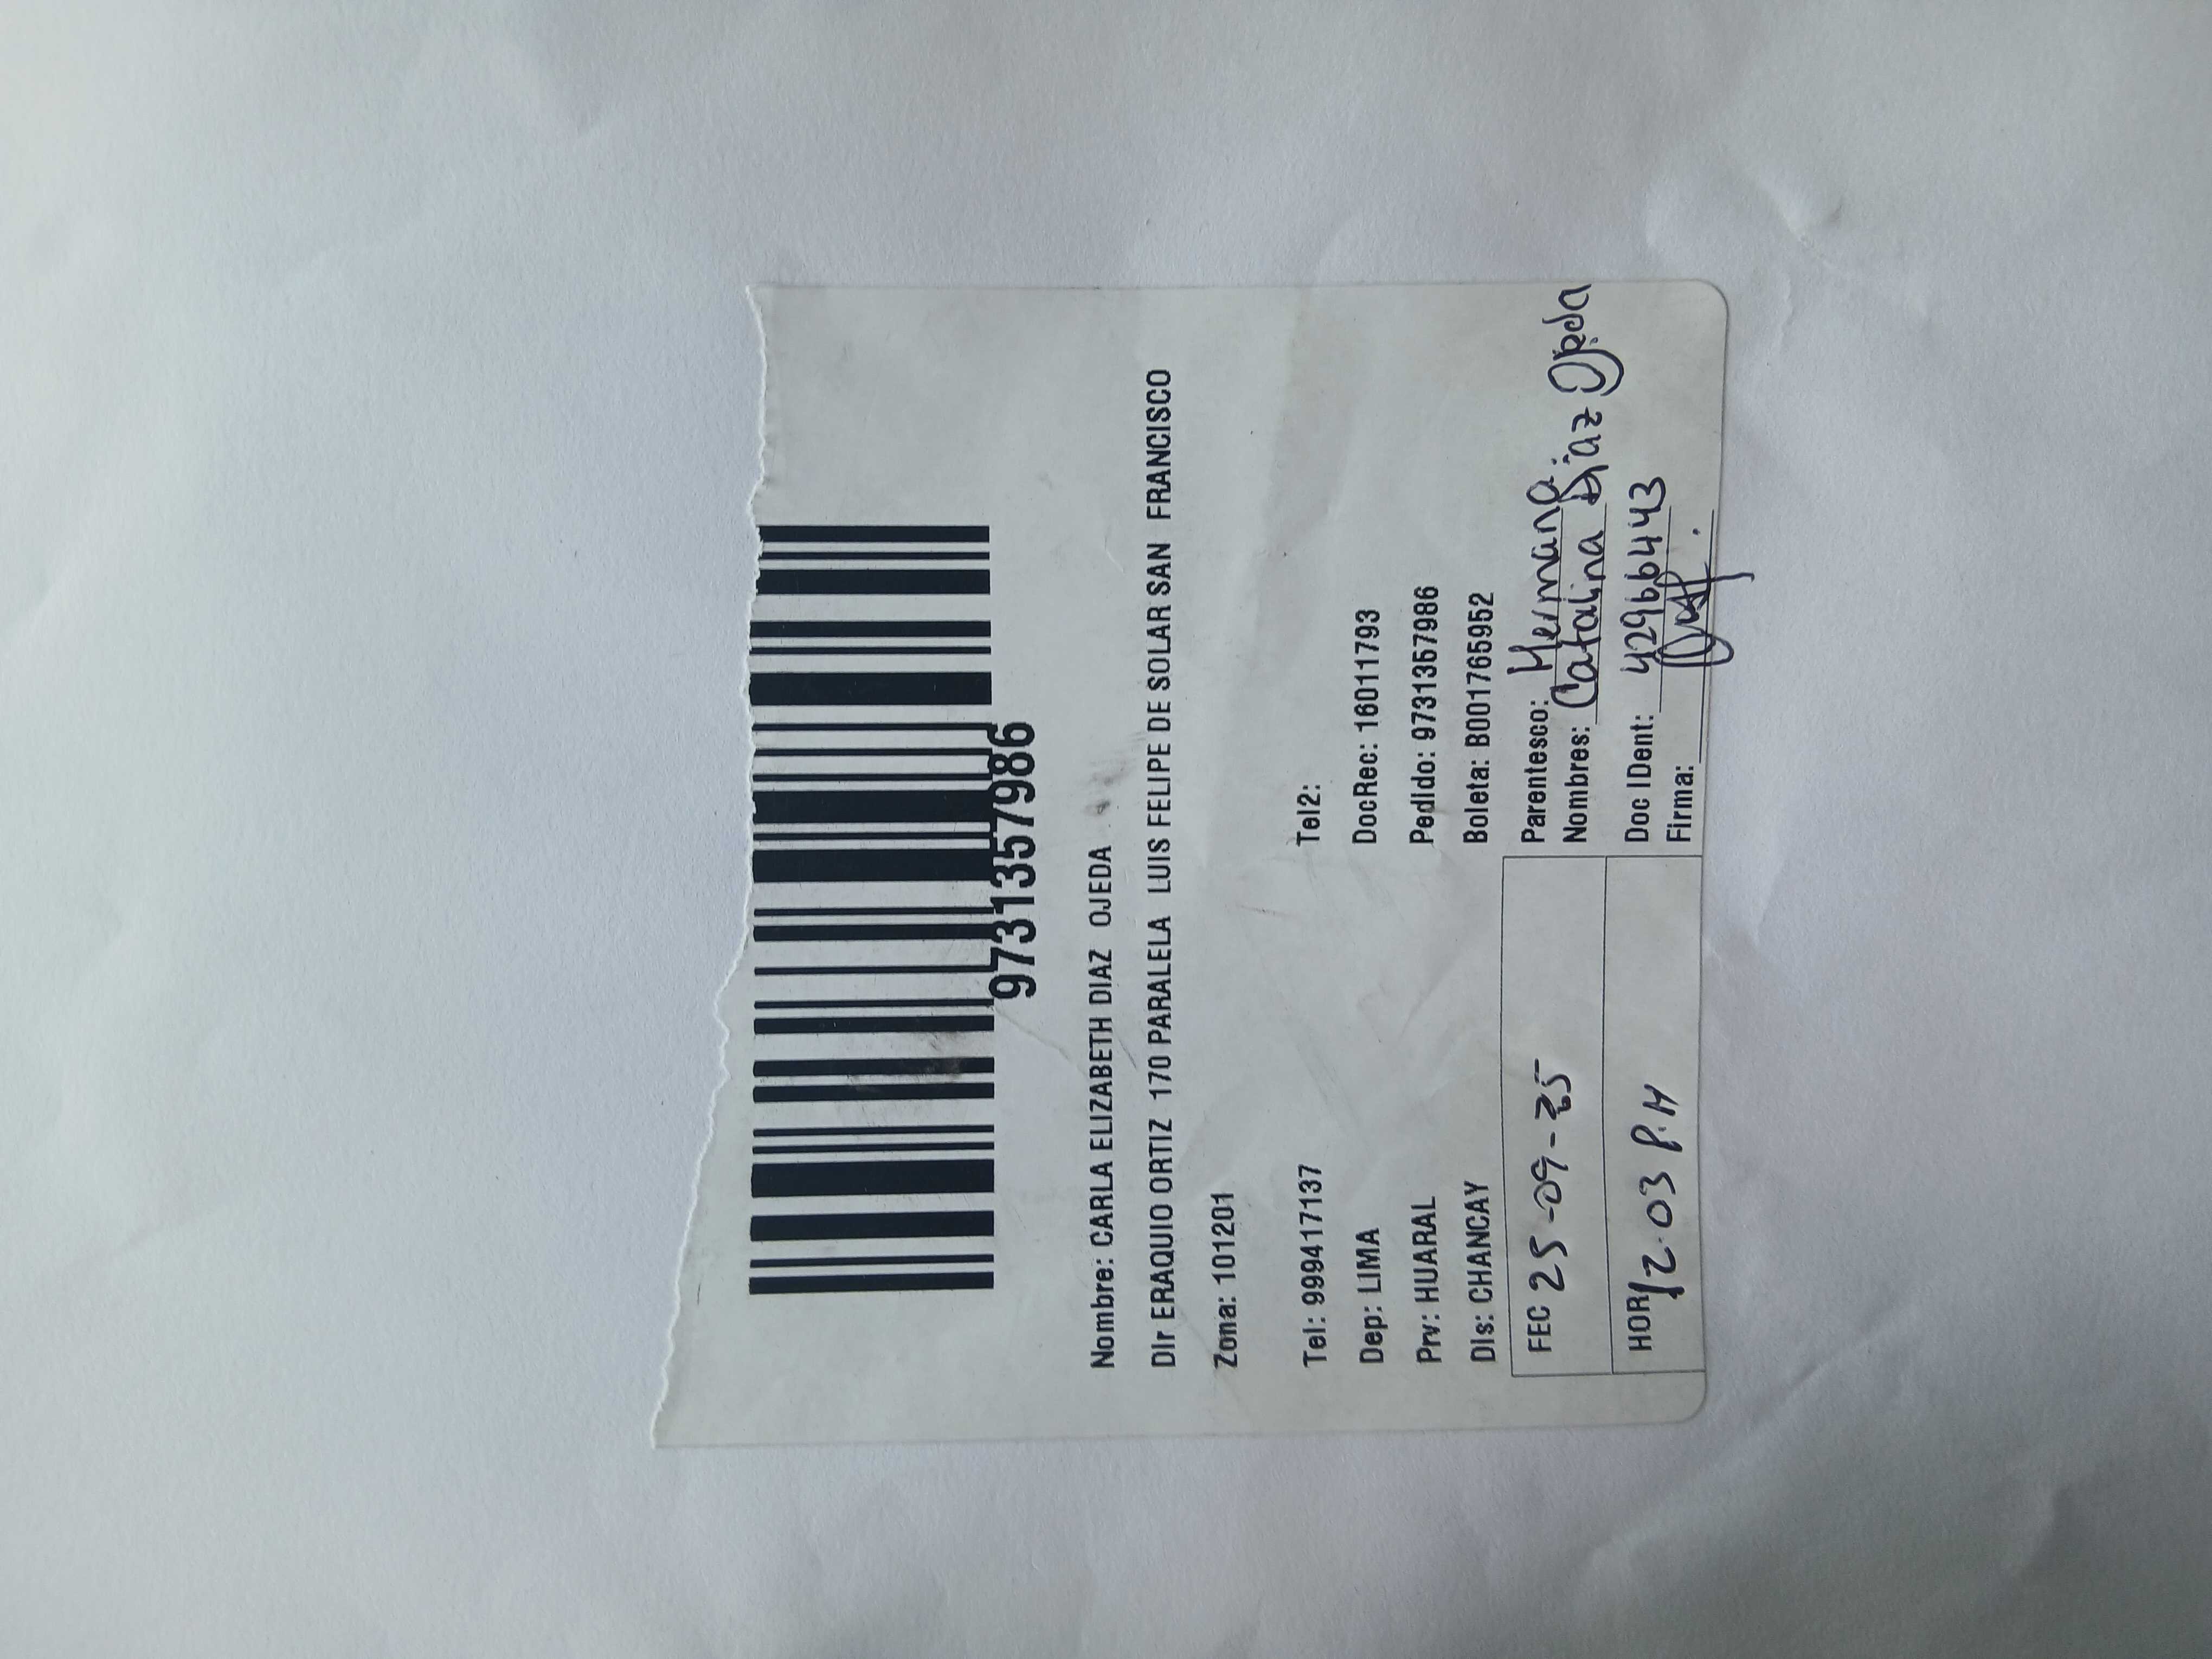 9731357986
Nombre: CARLA ELIZABETH DIAZ OJEDA
Dir ERAQUIO ORTIZ 170 PARALELA LUIS FELIPE DE SOLAR SAN FRANCISCO
Zona: 101201
Tel: 999417137 Tel2:
Dep: LIMA DocRec: 16011793
Prv: HUARAL Pedido: 9731357986
Dis: CHANCAY Boleta: B001765952
FEC 25-09-25 Parentesco: Hermana.
Nombres: Catalina Diaz Ojeda
HOR 12.03 P.M Doc IDent: 42966443
Firma: